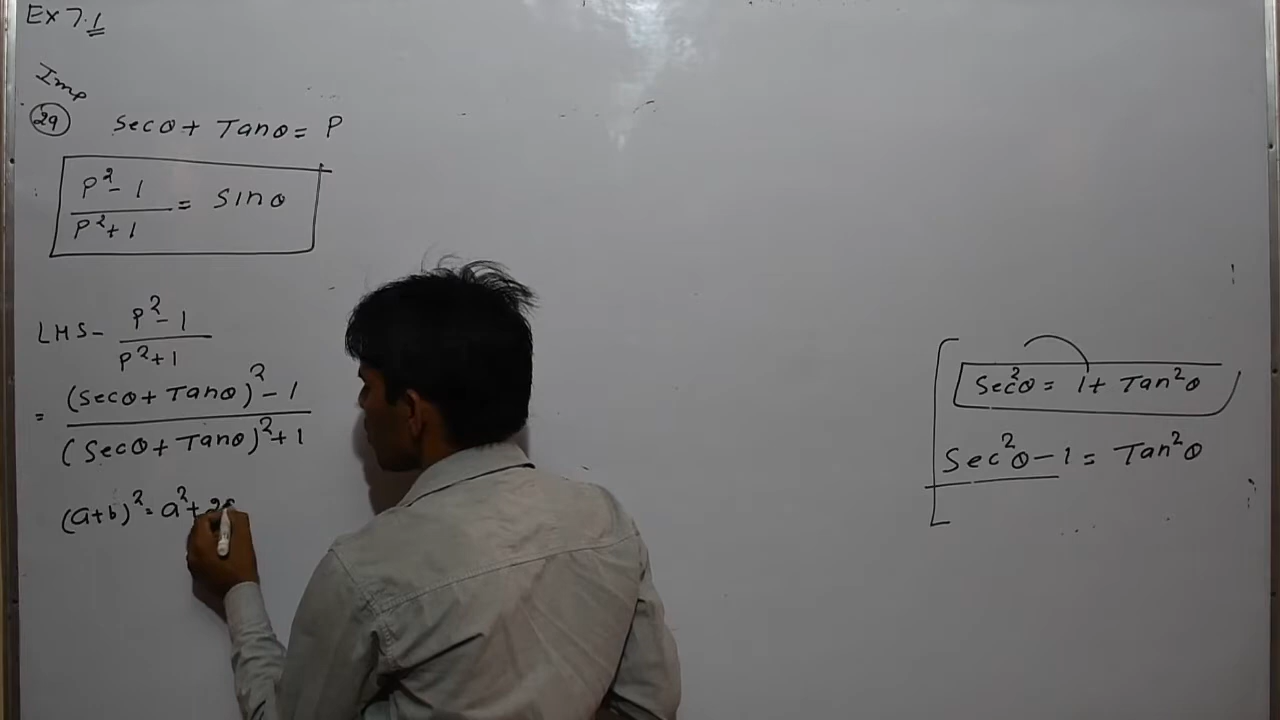 Ex 7.1
Imp
29 Secθ + Tanθ = P
P²-1 / P²+1 = Sinθ
LHS- P²-1 / P²+1
= (Secθ + Tanθ)² - 1 / (Secθ + Tanθ)² + 1
(a+b)² = a² + 2
Sec²θ = 1 + Tan²θ
Sec²θ - 1 = Tan²θ